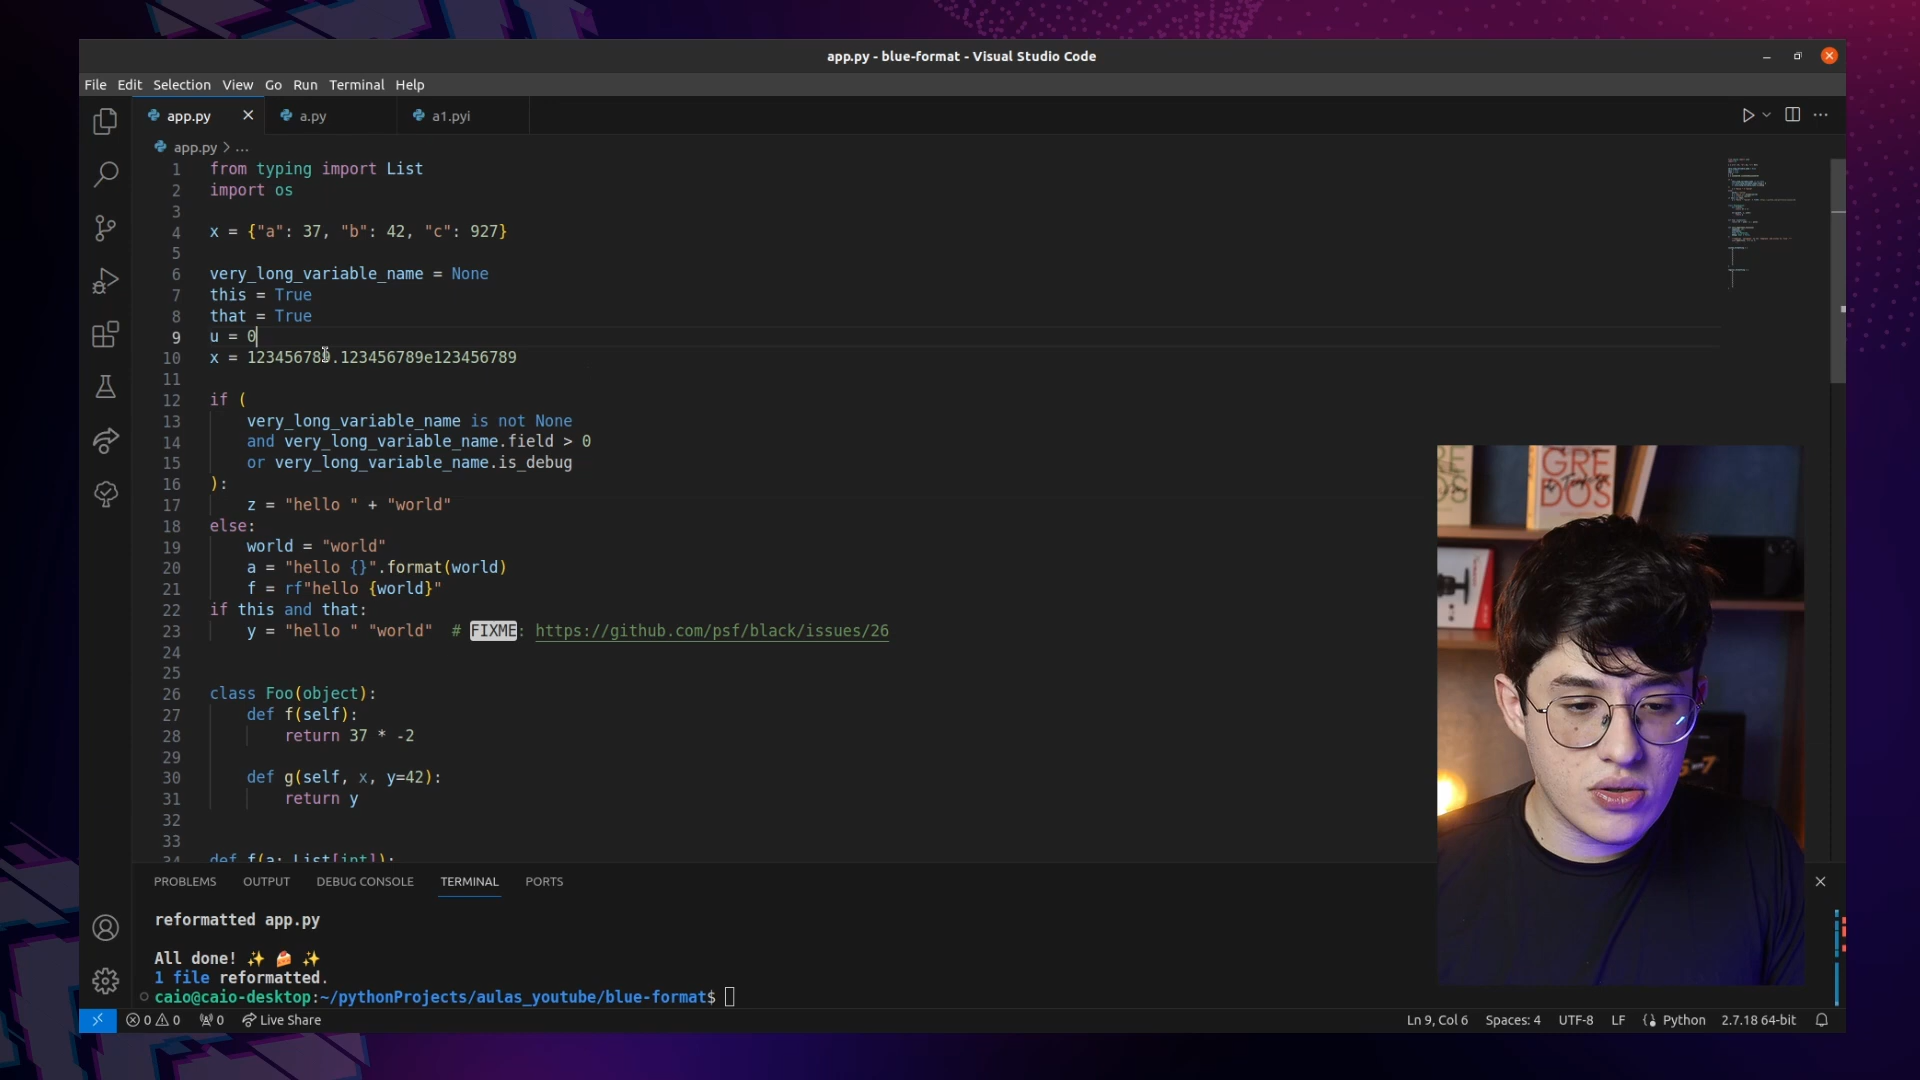 app.py - blue-format - Visual Studio Code
File Edit Selection View Go Run Terminal Help
app.py a.py a1.pyi
app.py > ...
1 from typing import List
2 import os
3
4 x = {"a": 37, "b": 42, "c": 927}
5
6 very_long_variable_name = None
7 this = True
8 that = True
9 u = 0
10 x = 123456789.123456789e123456789
11
12 if (
13 very_long_variable_name is not None
14 and very_long_variable_name.field > 0
15 or very_long_variable_name.is_debug
16 ):
17 z = "hello " + "world"
18 else:
19 world = "world"
20 a = "hello {}".format(world)
21 f = rf"hello {world}"
22 if this and that:
23 y = "hello " "world"  # FIXME: https://github.com/psf/black/issues/26
24
25
26 class Foo(object):
27 def f(self):
28 return 37 * -2
29
30 def g(self, x, y=42):
31 return y
32
33
34 def f(a: List[int]):
GREDOS
PROBLEMS OUTPUT DEBUG CONSOLE TERMINAL PORTS
reformatted app.py
All done! ✨ 🍰 ✨
1 file reformatted.
caio@caio-desktop:~/pythonProjects/aulas_youtube/blue-format$
0 0 0 Live Share Ln 9, Col 6 Spaces: 4 UTF-8 LF Python 2.7.18 64-bit